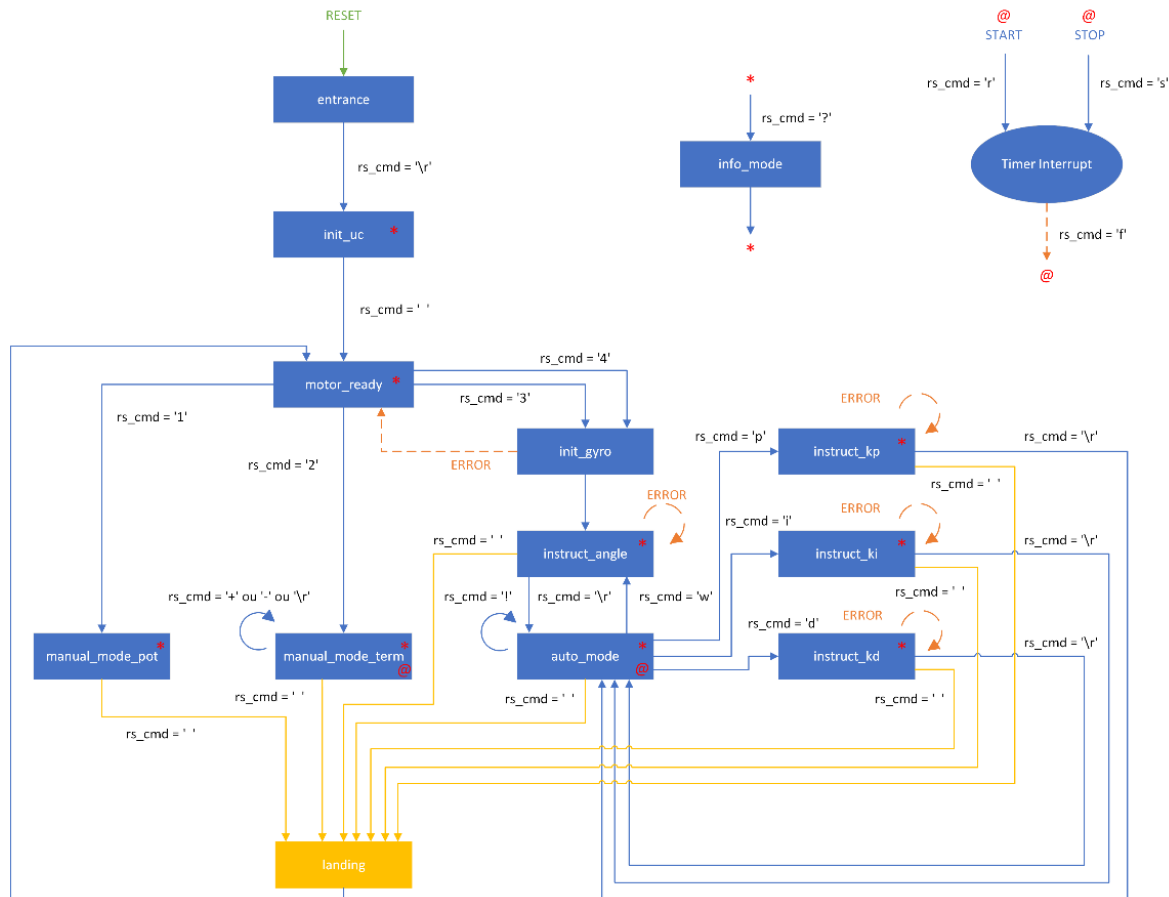 RESET
@
START
@
STOP
entrance
*
rs_cmd = 'r'
rs_cmd = 's'
rs_cmd = '?'
rs_cmd = '\r'
info_mode
Timer Interrupt
init_uc *
*
rs_cmd = 'f'
@
rs_cmd = ' '
rs_cmd = '4'
motor_ready *
rs_cmd = '3'
ERROR
rs_cmd = '1'
rs_cmd = 'p'
instruct_kp *
rs_cmd = '\r'
init_gyro
rs_cmd = '2'
ERROR
rs_cmd = ' '
ERROR
ERROR
rs_cmd = 'i'
rs_cmd = ' '
instruct_angle *
instruct_ki *
rs_cmd = '\r'
rs_cmd = '+' ou '-' ou '\r'
rs_cmd = '!'
rs_cmd = '\r'
rs_cmd = 'w'
rs_cmd = ' '
ERROR
rs_cmd = 'd'
manual_mode_pot *
manual_mode_term *
@
auto_mode *
@
instruct_kd *
rs_cmd = '\r'
rs_cmd = ' '
rs_cmd = ' '
rs_cmd = ' '
rs_cmd = ' '
landing